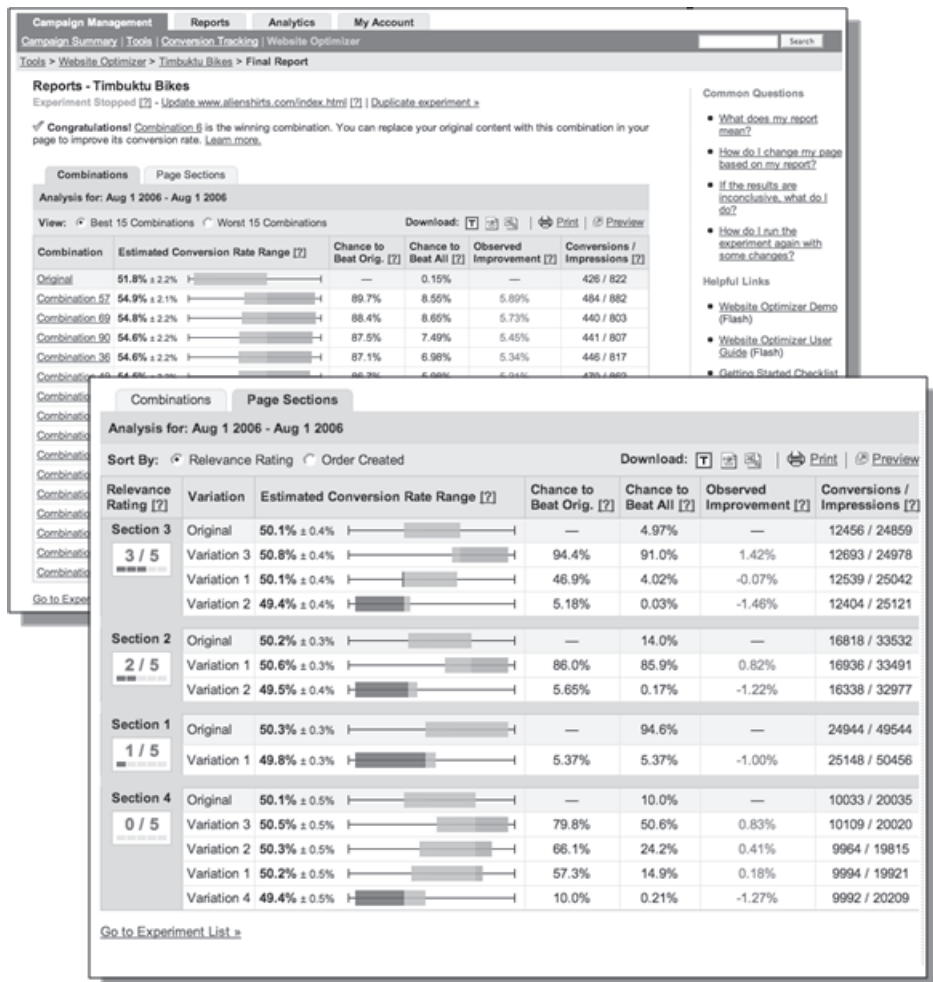 Campaign Management Reports Analytics My Account
Campaign Summary | Tools | Conversion Tracking | Website Optimizer Search
Tools > Website Optimizer > Timbuktu Bikes > Final Report
Reports - Timbuktu Bikes
Experiment Stopped [?] - Update www.alienshirts.com/index.html [?] | Duplicate experiment »
Congratulations! Combination 6 is the winning combination. You can replace your original content with this combination in your
page to improve its conversion rate. Learn more.
Combinations Page Sections
Analysis for: Aug 1 2006 - Aug 1 2006
View: Best 15 Combinations Worst 15 Combinations Download: T | Print | Preview
Combination Estimated Conversion Rate Range [?] Chance to Beat Orig. [?] Chance to Beat All [?] Observed Improvement [?] Conversions / Impressions [?]
Original 51.8% ± 2.2% — 0.15% — 426 / 822
Combination 57 54.9% ± 2.1% 89.7% 8.55% 5.89% 484 / 882
Combination 69 54.8% ± 2.2% 88.4% 8.65% 5.73% 440 / 803
Combination 90 54.6% ± 2.2% 87.5% 7.49% 5.45% 441 / 807
Combination 36 54.6% ± 2.2% 87.1% 6.98% 5.34% 446 / 817
Common Questions
What does my report
mean?
How do I change my page
based on my report?
If the results are
inconclusive, what do I
do?
How do I run the
experiment again with
some changes?
Helpful Links
Website Optimizer Demo
(Flash)
Website Optimizer User
Guide (Flash)
Getting Started Checklist
Go to Exper
Combinations Page Sections
Analysis for: Aug 1 2006 - Aug 1 2006
Sort By: Relevance Rating Order Created Download: T | Print | Preview
Relevance Rating [?] Variation Estimated Conversion Rate Range [?] Chance to Beat Orig. [?] Chance to Beat All [?] Observed Improvement [?] Conversions / Impressions [?]
Section 3 Original 50.1% ± 0.4% — 4.97% — 12456 / 24859
3 / 5 Variation 3 50.8% ± 0.4% 94.4% 91.0% 1.42% 12693 / 24978
Variation 1 50.1% ± 0.4% 46.9% 4.02% -0.07% 12539 / 25042
Variation 2 49.4% ± 0.4% 5.18% 0.03% -1.46% 12404 / 25121
Section 2 Original 50.2% ± 0.3% — 14.0% — 16818 / 33532
2 / 5 Variation 1 50.6% ± 0.3% 86.0% 85.9% 0.82% 16936 / 33491
Variation 2 49.5% ± 0.4% 5.65% 0.17% -1.22% 16338 / 32977
Section 1 Original 50.3% ± 0.3% — 94.6% — 24944 / 49544
1 / 5 Variation 1 49.8% ± 0.3% 5.37% 5.37% -1.00% 25148 / 50456
Section 4 Original 50.1% ± 0.5% — 10.0% — 10033 / 20035
0 / 5 Variation 3 50.5% ± 0.5% 79.8% 50.6% 0.83% 10109 / 20020
Variation 2 50.3% ± 0.5% 66.1% 24.2% 0.41% 9964 / 19815
Variation 1 50.2% ± 0.5% 57.3% 14.9% 0.18% 9994 / 19921
Variation 4 49.4% ± 0.5% 10.0% 0.21% -1.27% 9992 / 20209
Go to Experiment List »